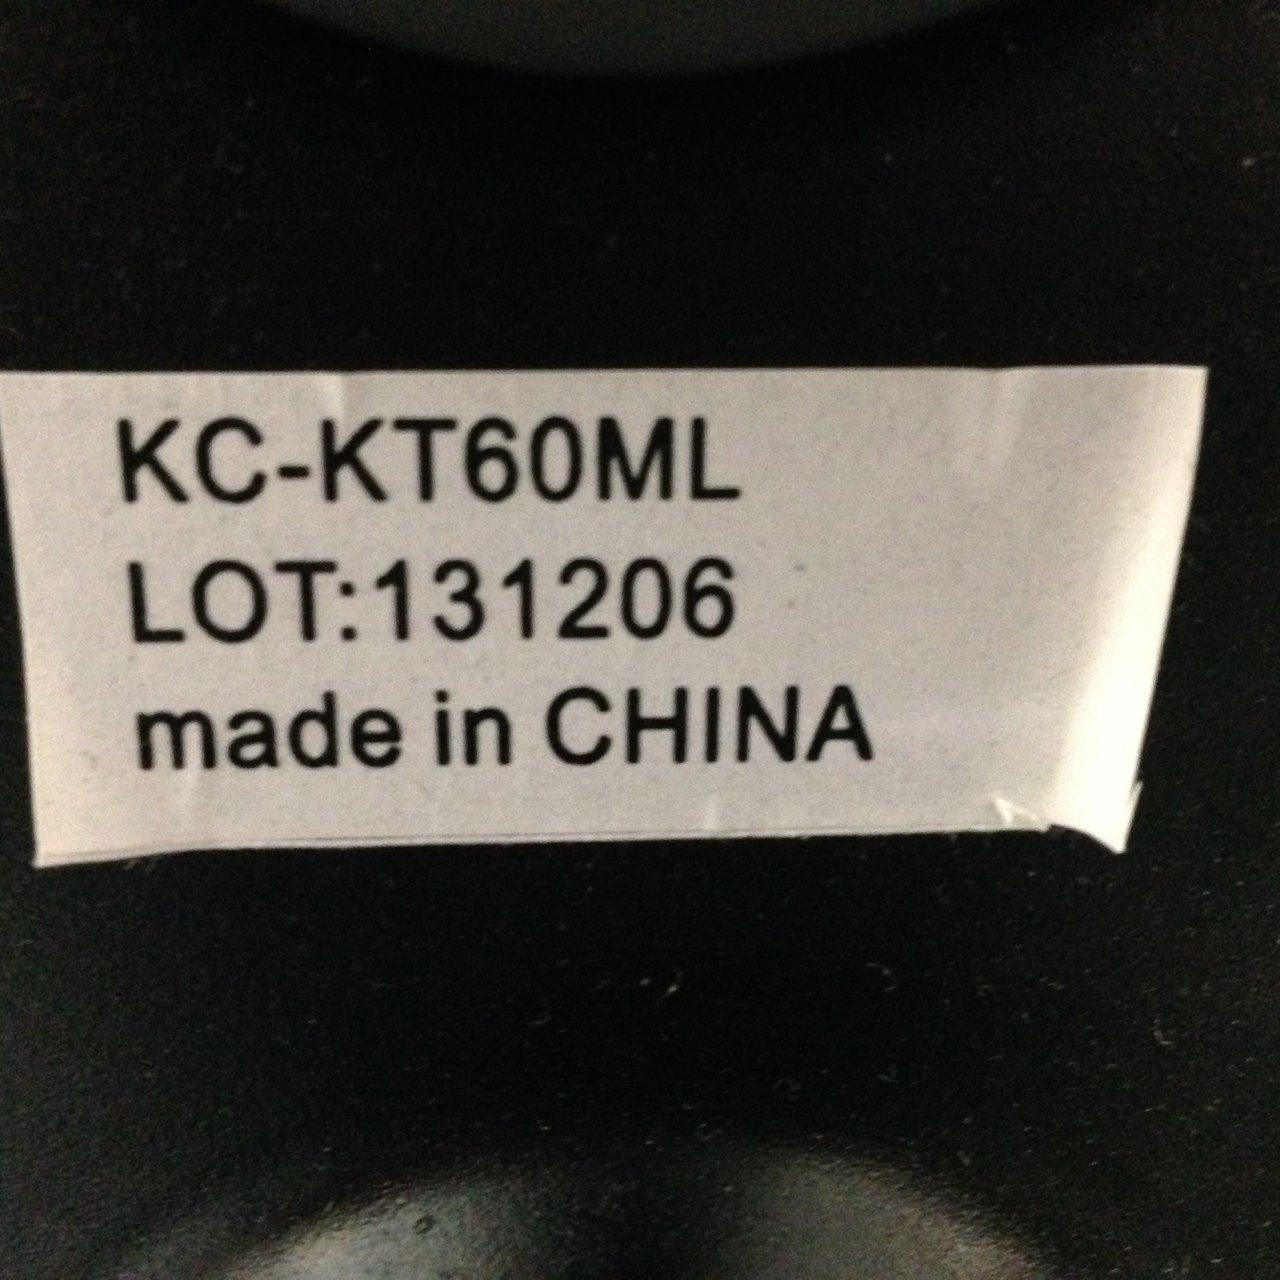 KC-KT60ML
LOT:131206
made in CHINA